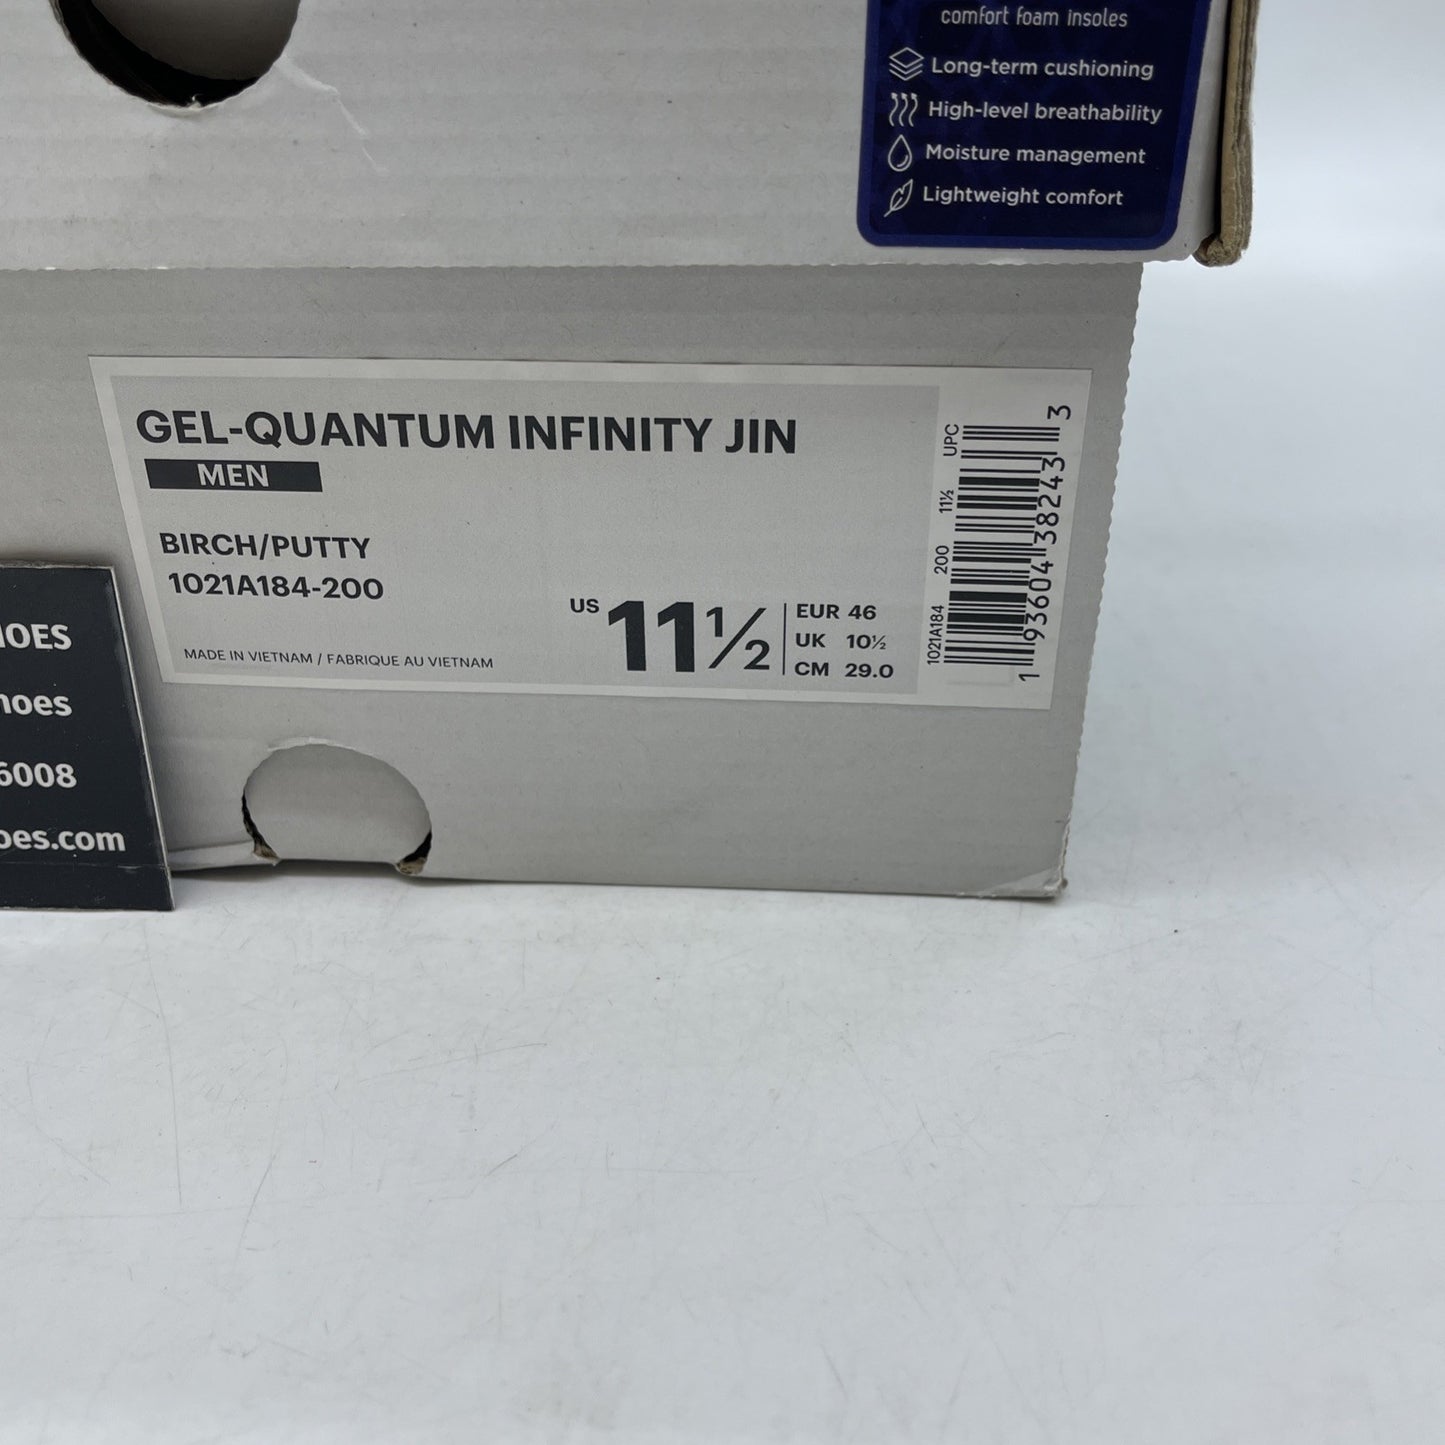 comfort foam insoles
Long-term cushioning
High-level breathability
Moisture management
Lightweight comfort
GEL-QUANTUM INFINITY JIN
MEN
BIRCH/PUTTY
1021A184-200
MADE IN VIETNAM / FABRIQUE AU VIETNAM
US 11½
EUR 46
UK 10½
CM 29.0
1021A184 200 11½ UPC
1 93604 38243 3
HOES
hoes
6008
oes.com